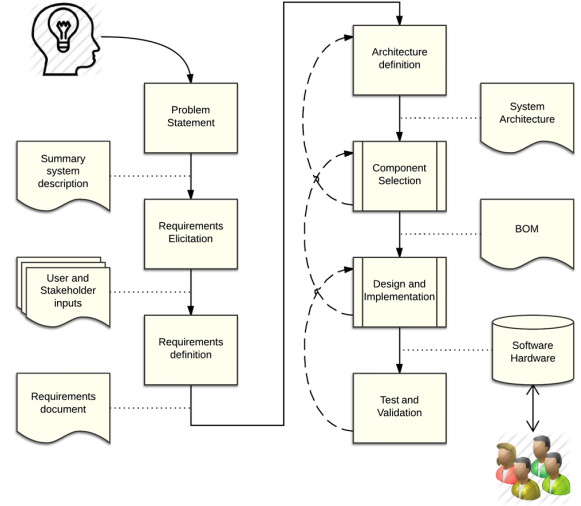 Problem
Statement
Summary
system
description
Requirements
Elicitation
User and
Stakeholder
inputs
Requirements
definition
Requirements
document
Architecture
definition
System
Architecture
Component
Selection
BOM
Design and
Implementation
Software
Hardware
Test and
Validation